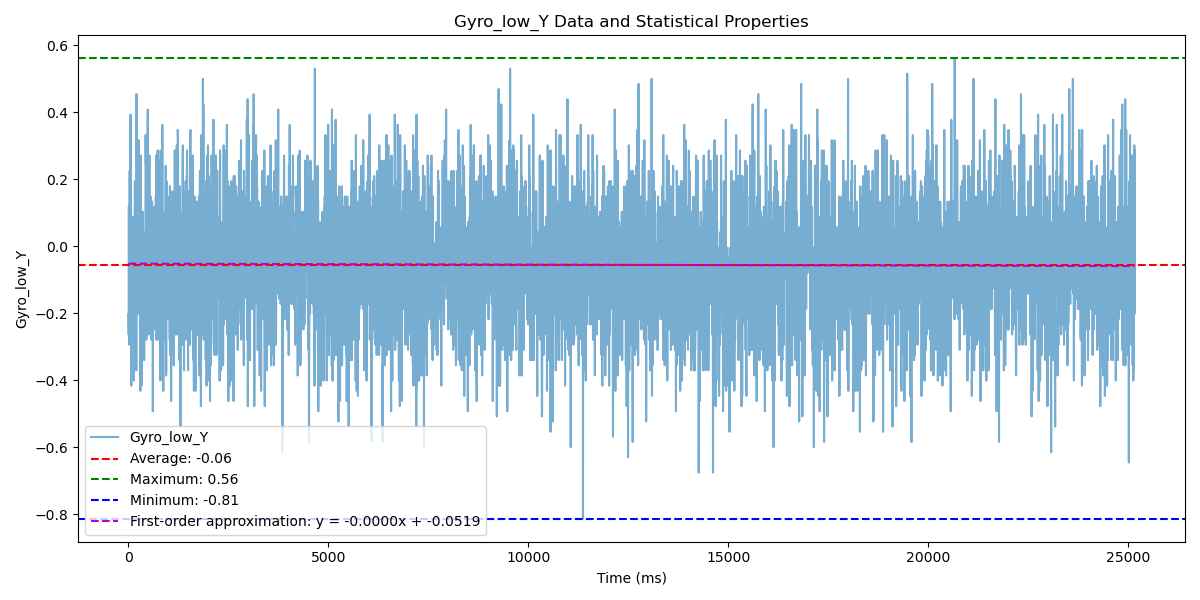 Gyro_low_Y Data and Statistical Properties
0.6
0.4
0.2
0.0
−0.2
−0.4
−0.6
−0.8
Gyro_low_Y
Gyro_low_Y
Average: -0.06
Maximum: 0.56
Minimum: -0.81
First-order approximation: y = -0.0000x + -0.0519
0 5000 10000 15000 20000 25000
Time (ms)